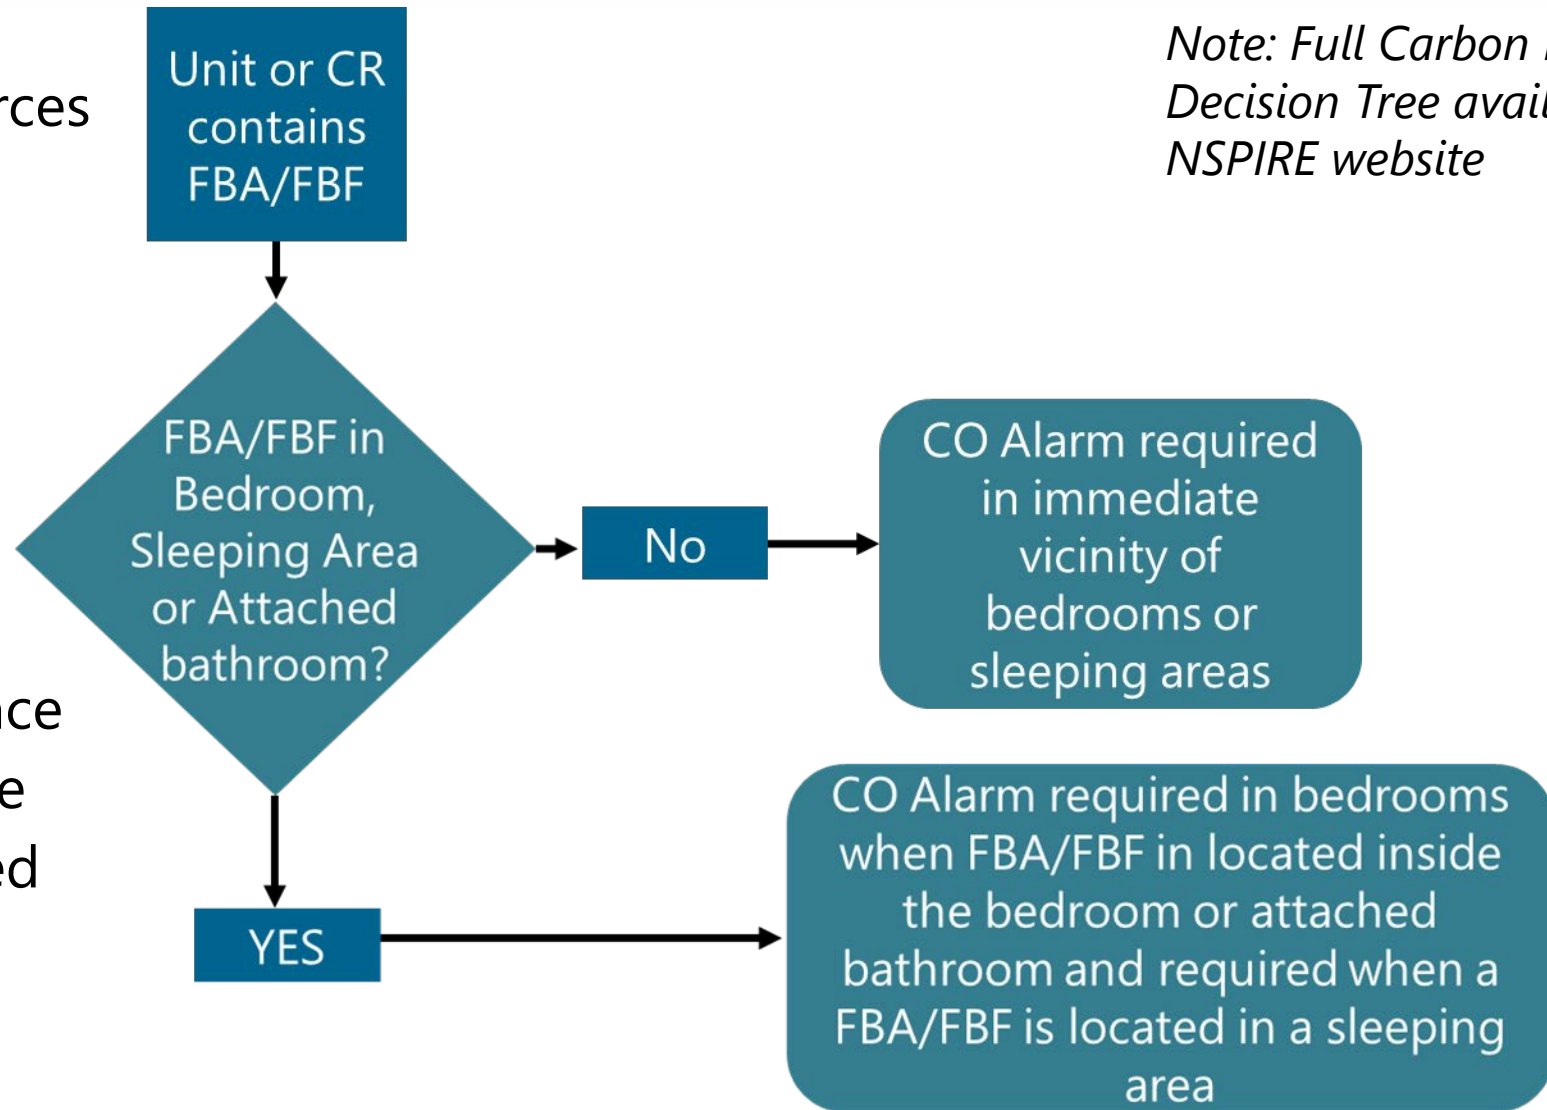 rces
Unit or CR
contains
FBA/FBF
Note: Full Carbon
Decision Tree avail
NSPIRE website
FBA/FBF in
Bedroom,
Sleeping Area
or Attached
bathroom?
No
CO Alarm required
in immediate
vicinity of
bedrooms or
sleeping areas
nce
e
ed
YES
CO Alarm required in bedrooms
when FBA/FBF in located inside
the bedroom or attached
bathroom and required when a
FBA/FBF is located in a sleeping
area